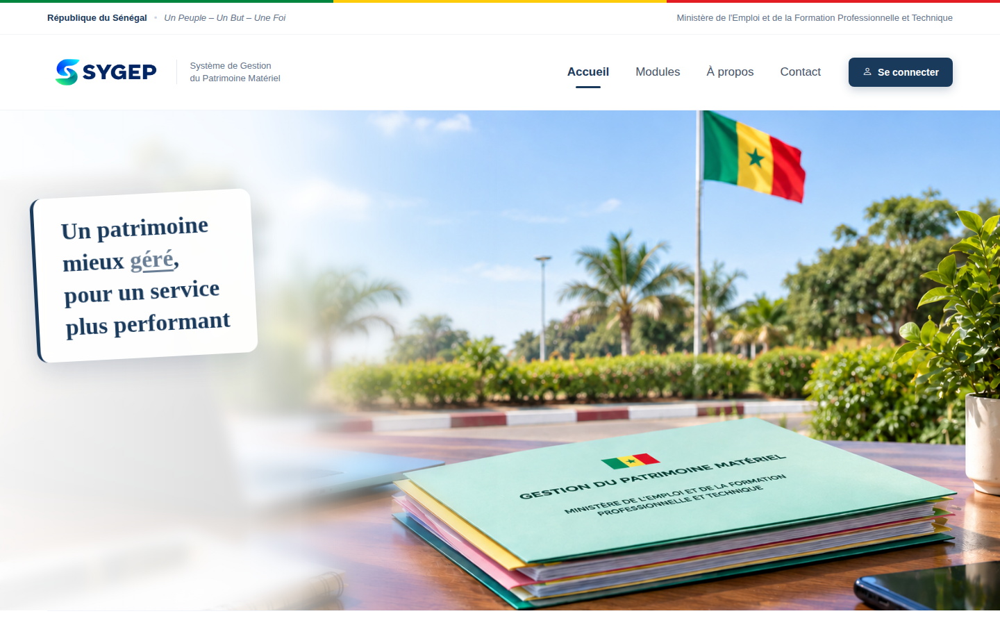 République du Sénégal • Un Peuple – Un But – Une Foi
Ministère de l'Emploi et de la Formation Professionnelle et Technique
SYGEP
Système de Gestion
du Patrimoine Matériel
Accueil
Modules
À propos
Contact
Se connecter
Un patrimoine
mieux géré,
pour un service
plus performant
GESTION DU PATRIMOINE MATÉRIEL
MINISTÈRE DE L'EMPLOI ET DE LA FORMATION
PROFESSIONNELLE ET TECHNIQUE